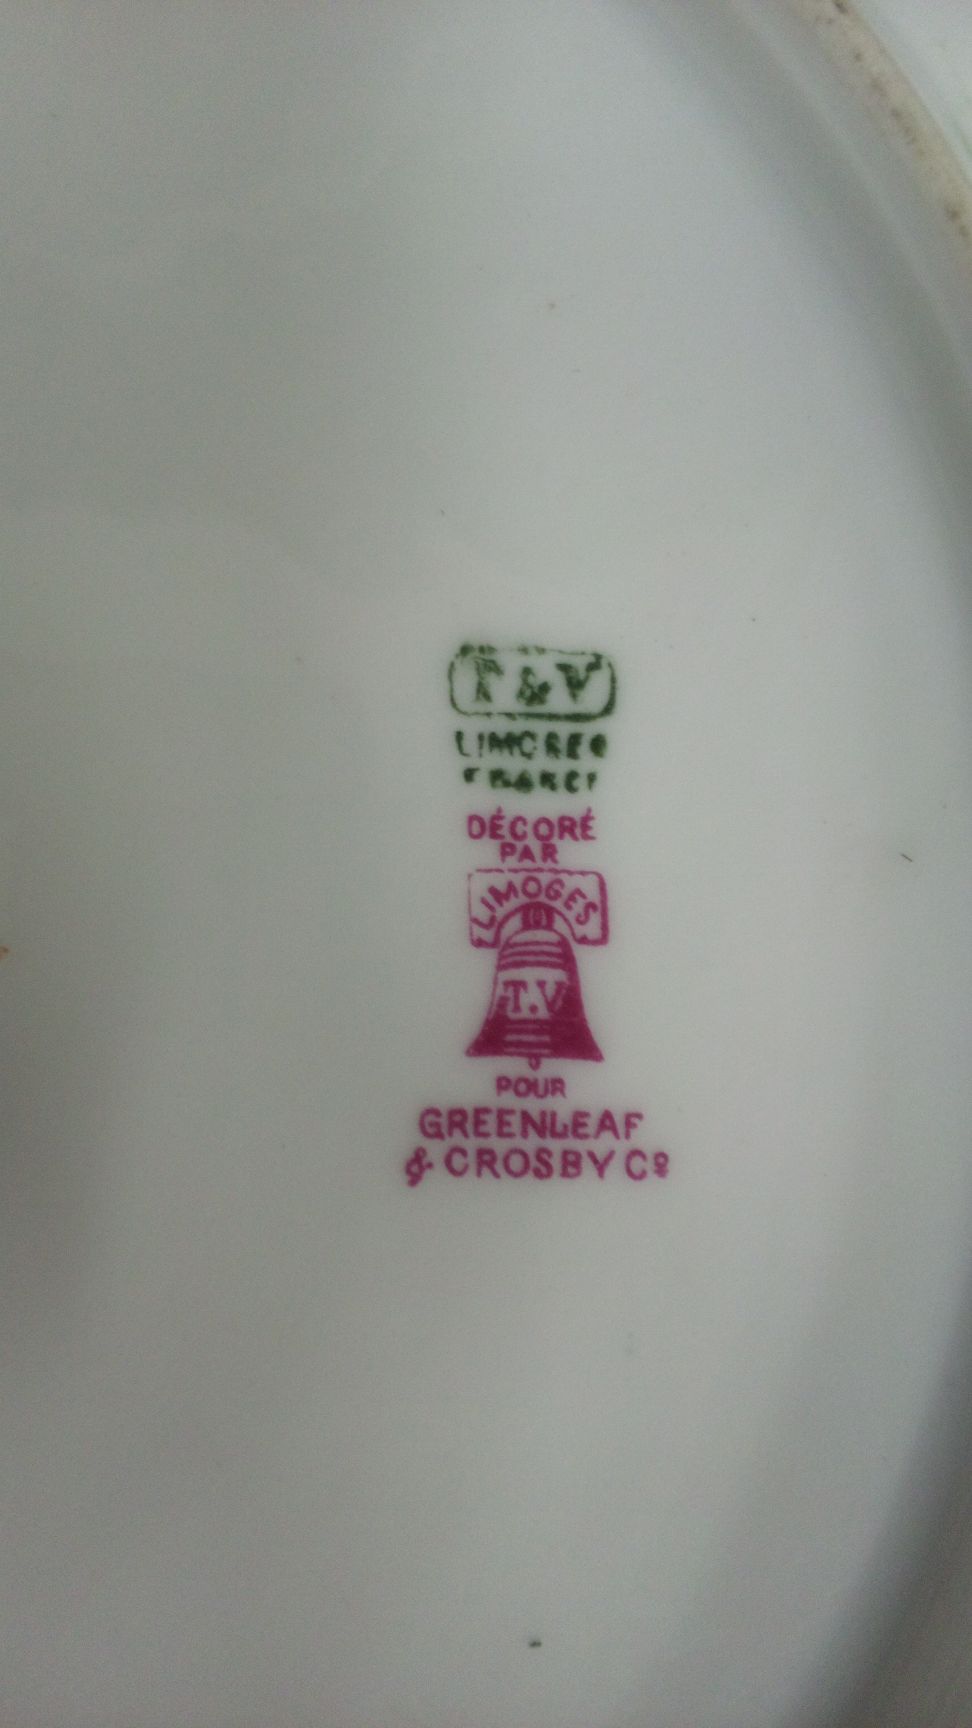 T & V
LIMOGES
FRANCE
DÉCORÉ
PAR
LIMOGES
T.V
POUR
GREENLEAF
& CROSBY Cº